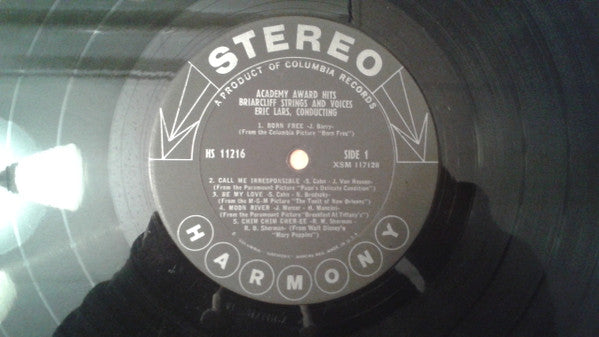 STEREO
A PRODUCT OF COLUMBIA RECORDS
ACADEMY AWARD HITS
BRIARCLIFF STRINGS AND VOICES
ERIC LARS, CONDUCTING
1. BORN FREE -J. Barry-
(From the Columbia Picture "Born Free")
HS 11216
SIDE 1
XSM 117128
2. CALL ME IRRESPONSIBLE -S. Cahn - J. Van Heusen-
(From the Paramount Picture "Papa's Delicate Condition")
3. BE MY LOVE -S. Cahn - N. Brodszky-
(From the M-G-M Picture "The Toast of New Orleans")
4. MOON RIVER -J. Mercer - H. Mancini-
(From the Paramount Picture "Breakfast At Tiffany's")
5. CHIM CHIM CHER-EE -R. M. Sherman -
R. B. Sherman- (From Walt Disney's
"Mary Poppins")
HARMONY